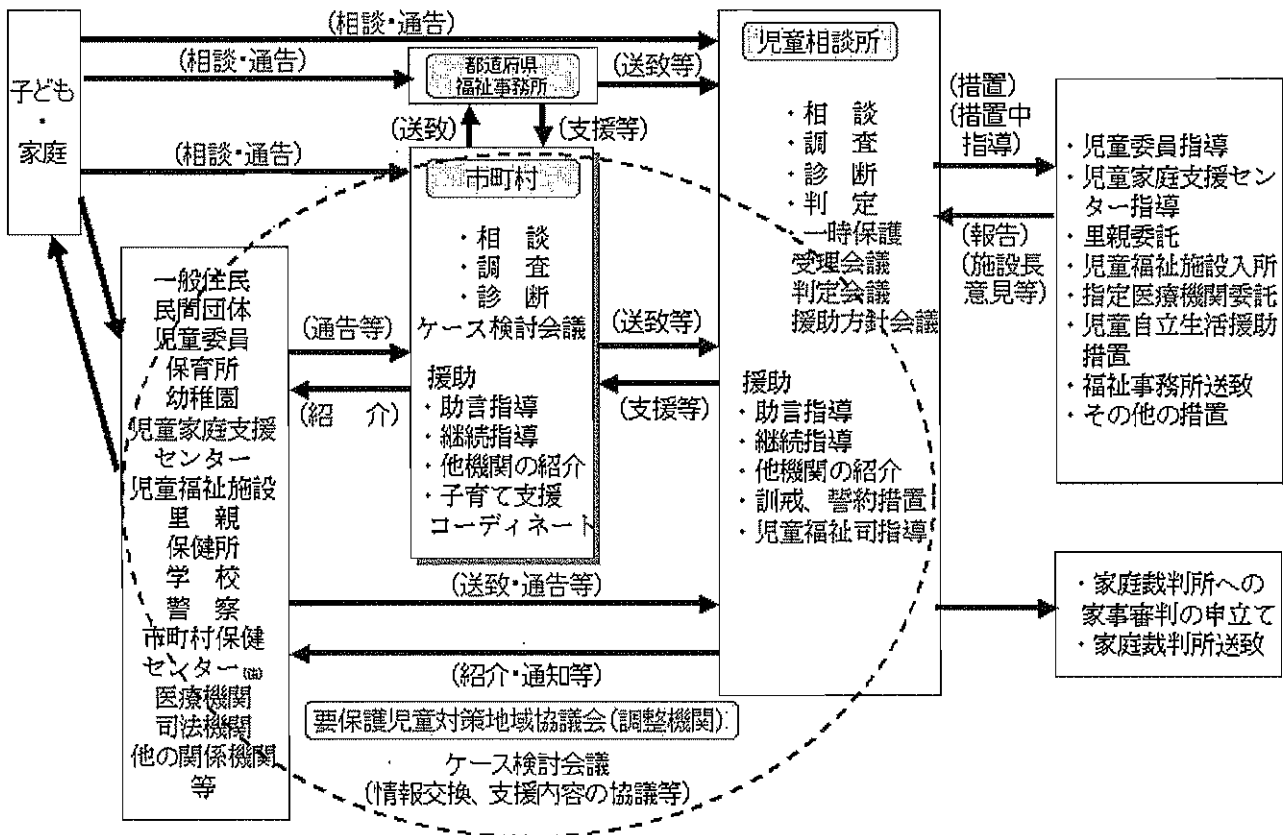 (相談・通告)
(相談・通告)
(相談・通告)
子ども
・
家庭
都道府県
福祉事務所
(送致等)
(送致)
(支援等)
市町村
・相　談
・調　査
・診　断
ケース検討会議
援助
・助言指導
・継続指導
・他機関の紹介
・子育て支援
コーディネート
児童相談所
・相　談
・調　査
・診　断
・判　定
一時保護
受理会議
判定会議
援助方針会議
援助
・助言指導
・継続指導
・他機関の紹介
・訓戒、誓約措置
・児童福祉司指導
(措置)
(措置中
指導)
(報告)
(施設長
意見等)
・児童委員指導
・児童家庭支援セン
ター指導
・里親委託
・児童福祉施設入所
・指定医療機関委託
・児童自立生活援助
措置
・福祉事務所送致
・その他の措置
一般住民
民間団体
児童委員
保育所
幼稚園
児童家庭支援
センター
児童福祉施設
里　親
保健所
学　校
警　察
市町村保健
センター
医療機関
司法機関
他の関係機関
等
(通告等)
(紹　介)
(送致等)
(支援等)
(送致・通告等)
(紹介・通知等)
・家庭裁判所への
家事審判の申立て
・家庭裁判所送致
要保護児童対策地域協議会(調整機関)
ケース検討会議
(情報交換、支援内容の協議等)